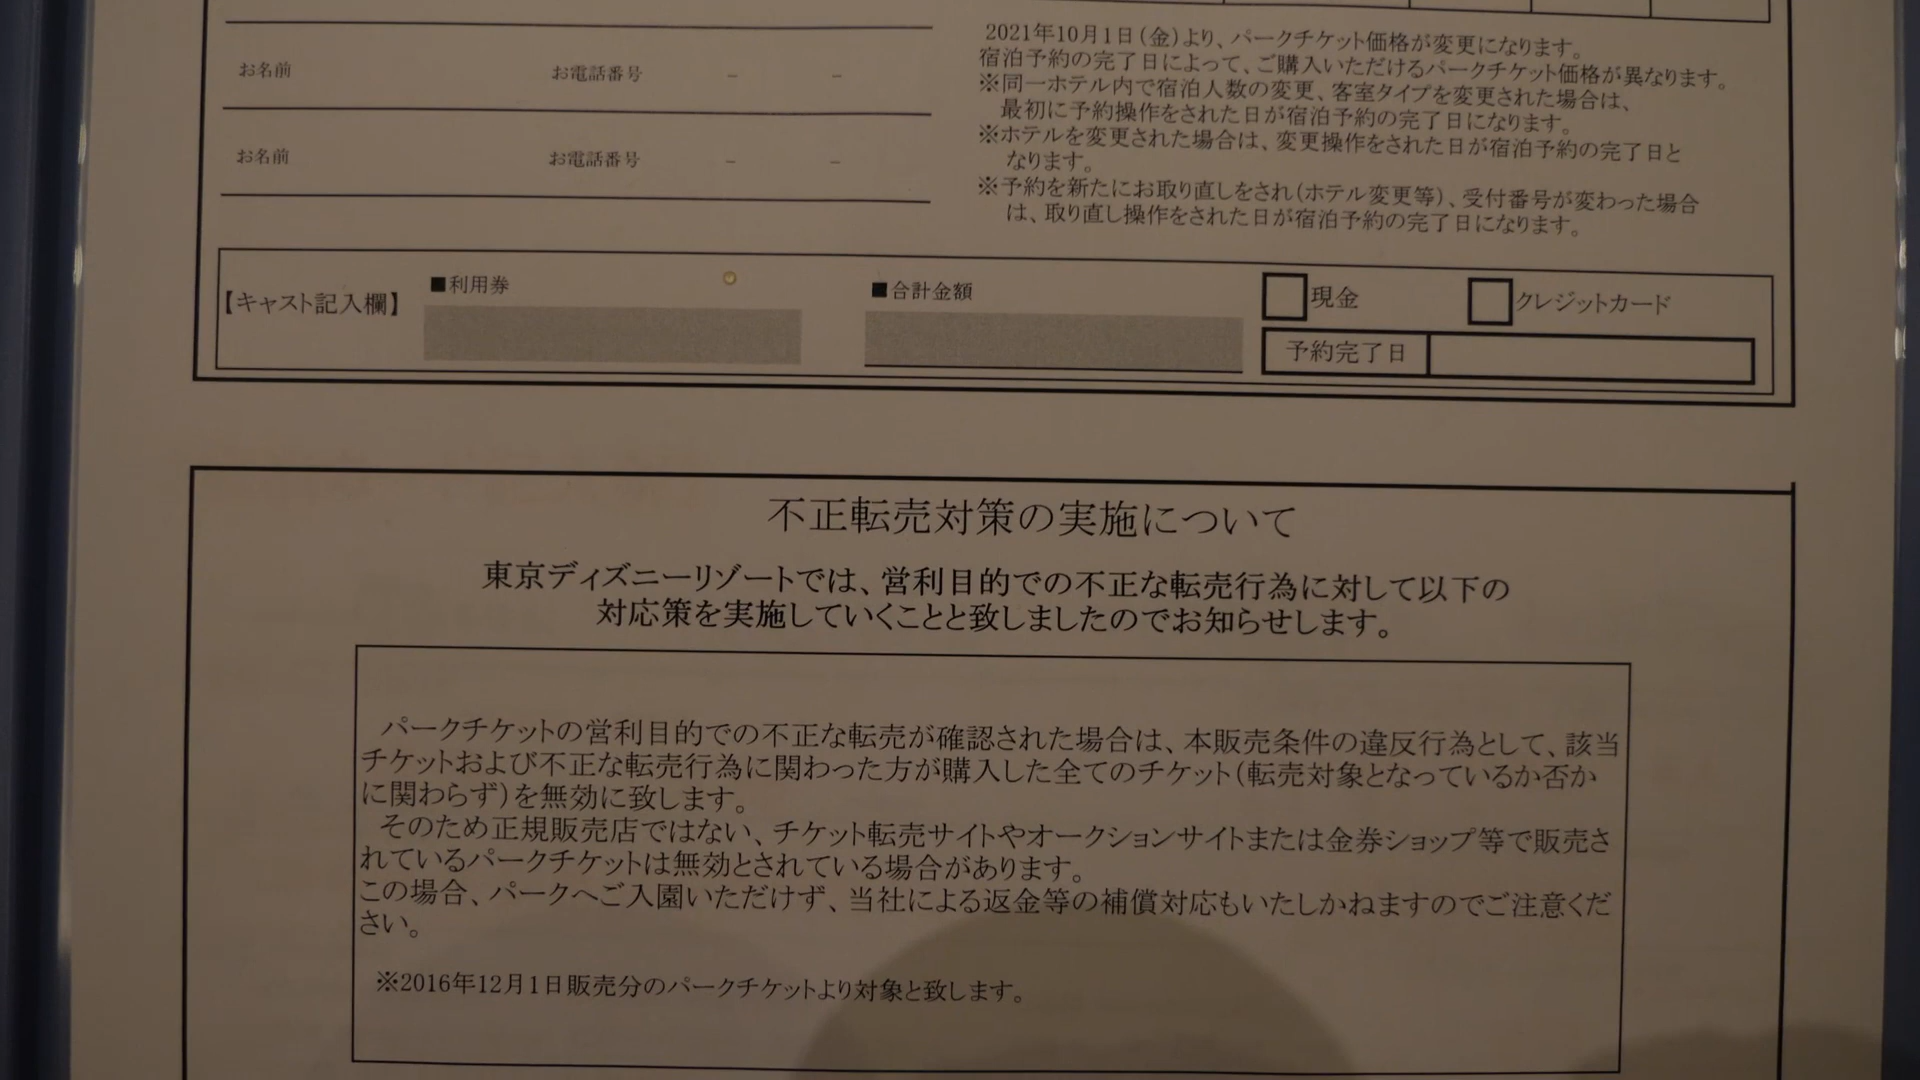 お名前 お電話番号 － －
お名前 お電話番号 － －
2021年10月1日(金)より、パークチケット価格が変更になります。
宿泊予約の完了日によって、ご購入いただけるパークチケット価格が異なります。
※同一ホテル内で宿泊人数の変更、客室タイプを変更された場合は、
最初に予約操作をされた日が宿泊予約の完了日になります。
※ホテルを変更された場合は、変更操作をされた日が宿泊予約の完了日と
なります。
※予約を新たにお取り直しをされ(ホテル変更等)、受付番号が変わった場合
は、取り直し操作をされた日が宿泊予約の完了日になります。
【キャスト記入欄】 ■利用券 ■合計金額 現金 クレジットカード
予約完了日
不正転売対策の実施について
東京ディズニーリゾートでは、営利目的での不正な転売行為に対して以下の
対応策を実施していくことと致しましたのでお知らせします。
パークチケットの営利目的での不正な転売が確認された場合は、本販売条件の違反行為として、該当
チケットおよび不正な転売行為に関わった方が購入した全てのチケット(転売対象となっているか否か
に関わらず)を無効に致します。
そのため正規販売店ではない、チケット転売サイトやオークションサイトまたは金券ショップ等で販売さ
れているパークチケットは無効とされている場合があります。
この場合、パークへご入園いただけず、当社による返金等の補償対応もいたしかねますのでご注意くだ
さい。
※2016年12月1日販売分のパークチケットより対象と致します。